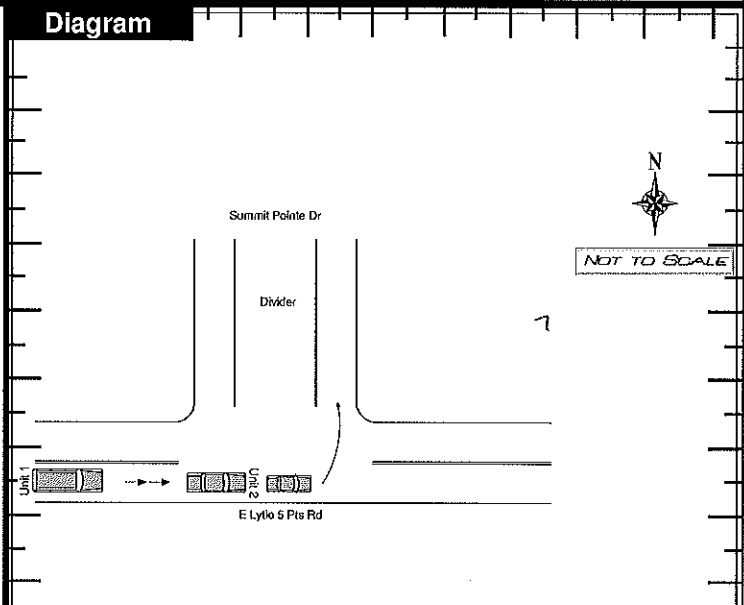 Diagram
N
Summit Pointe Dr
NOT TO SCALE
Divider
Unit 1
Unit 2
E Lytle 5 Pts Rd